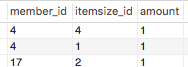 member_id itemsize_id amount
4 4 1
4 1 1
17 2 1